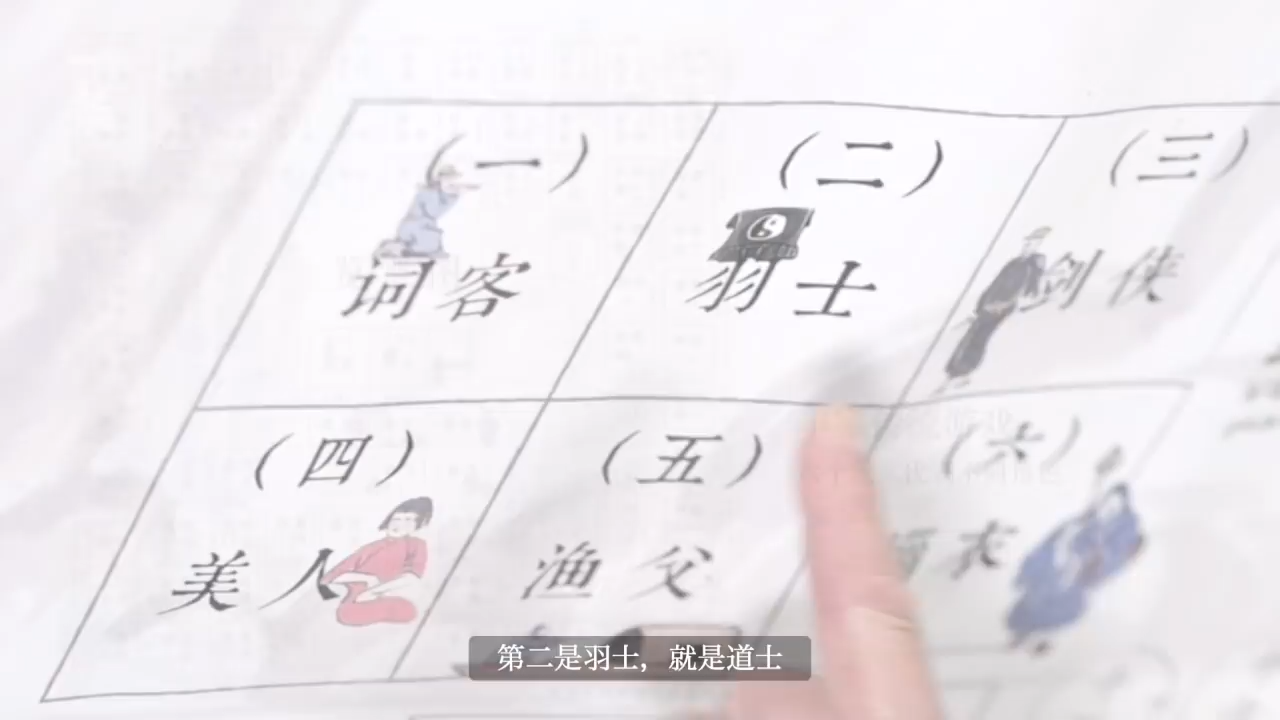 (一)
词客
(二)
羽士
(三)
剑侠
(四)
美人
(五)
渔父
(六)
衣
第二是羽士，就是道士